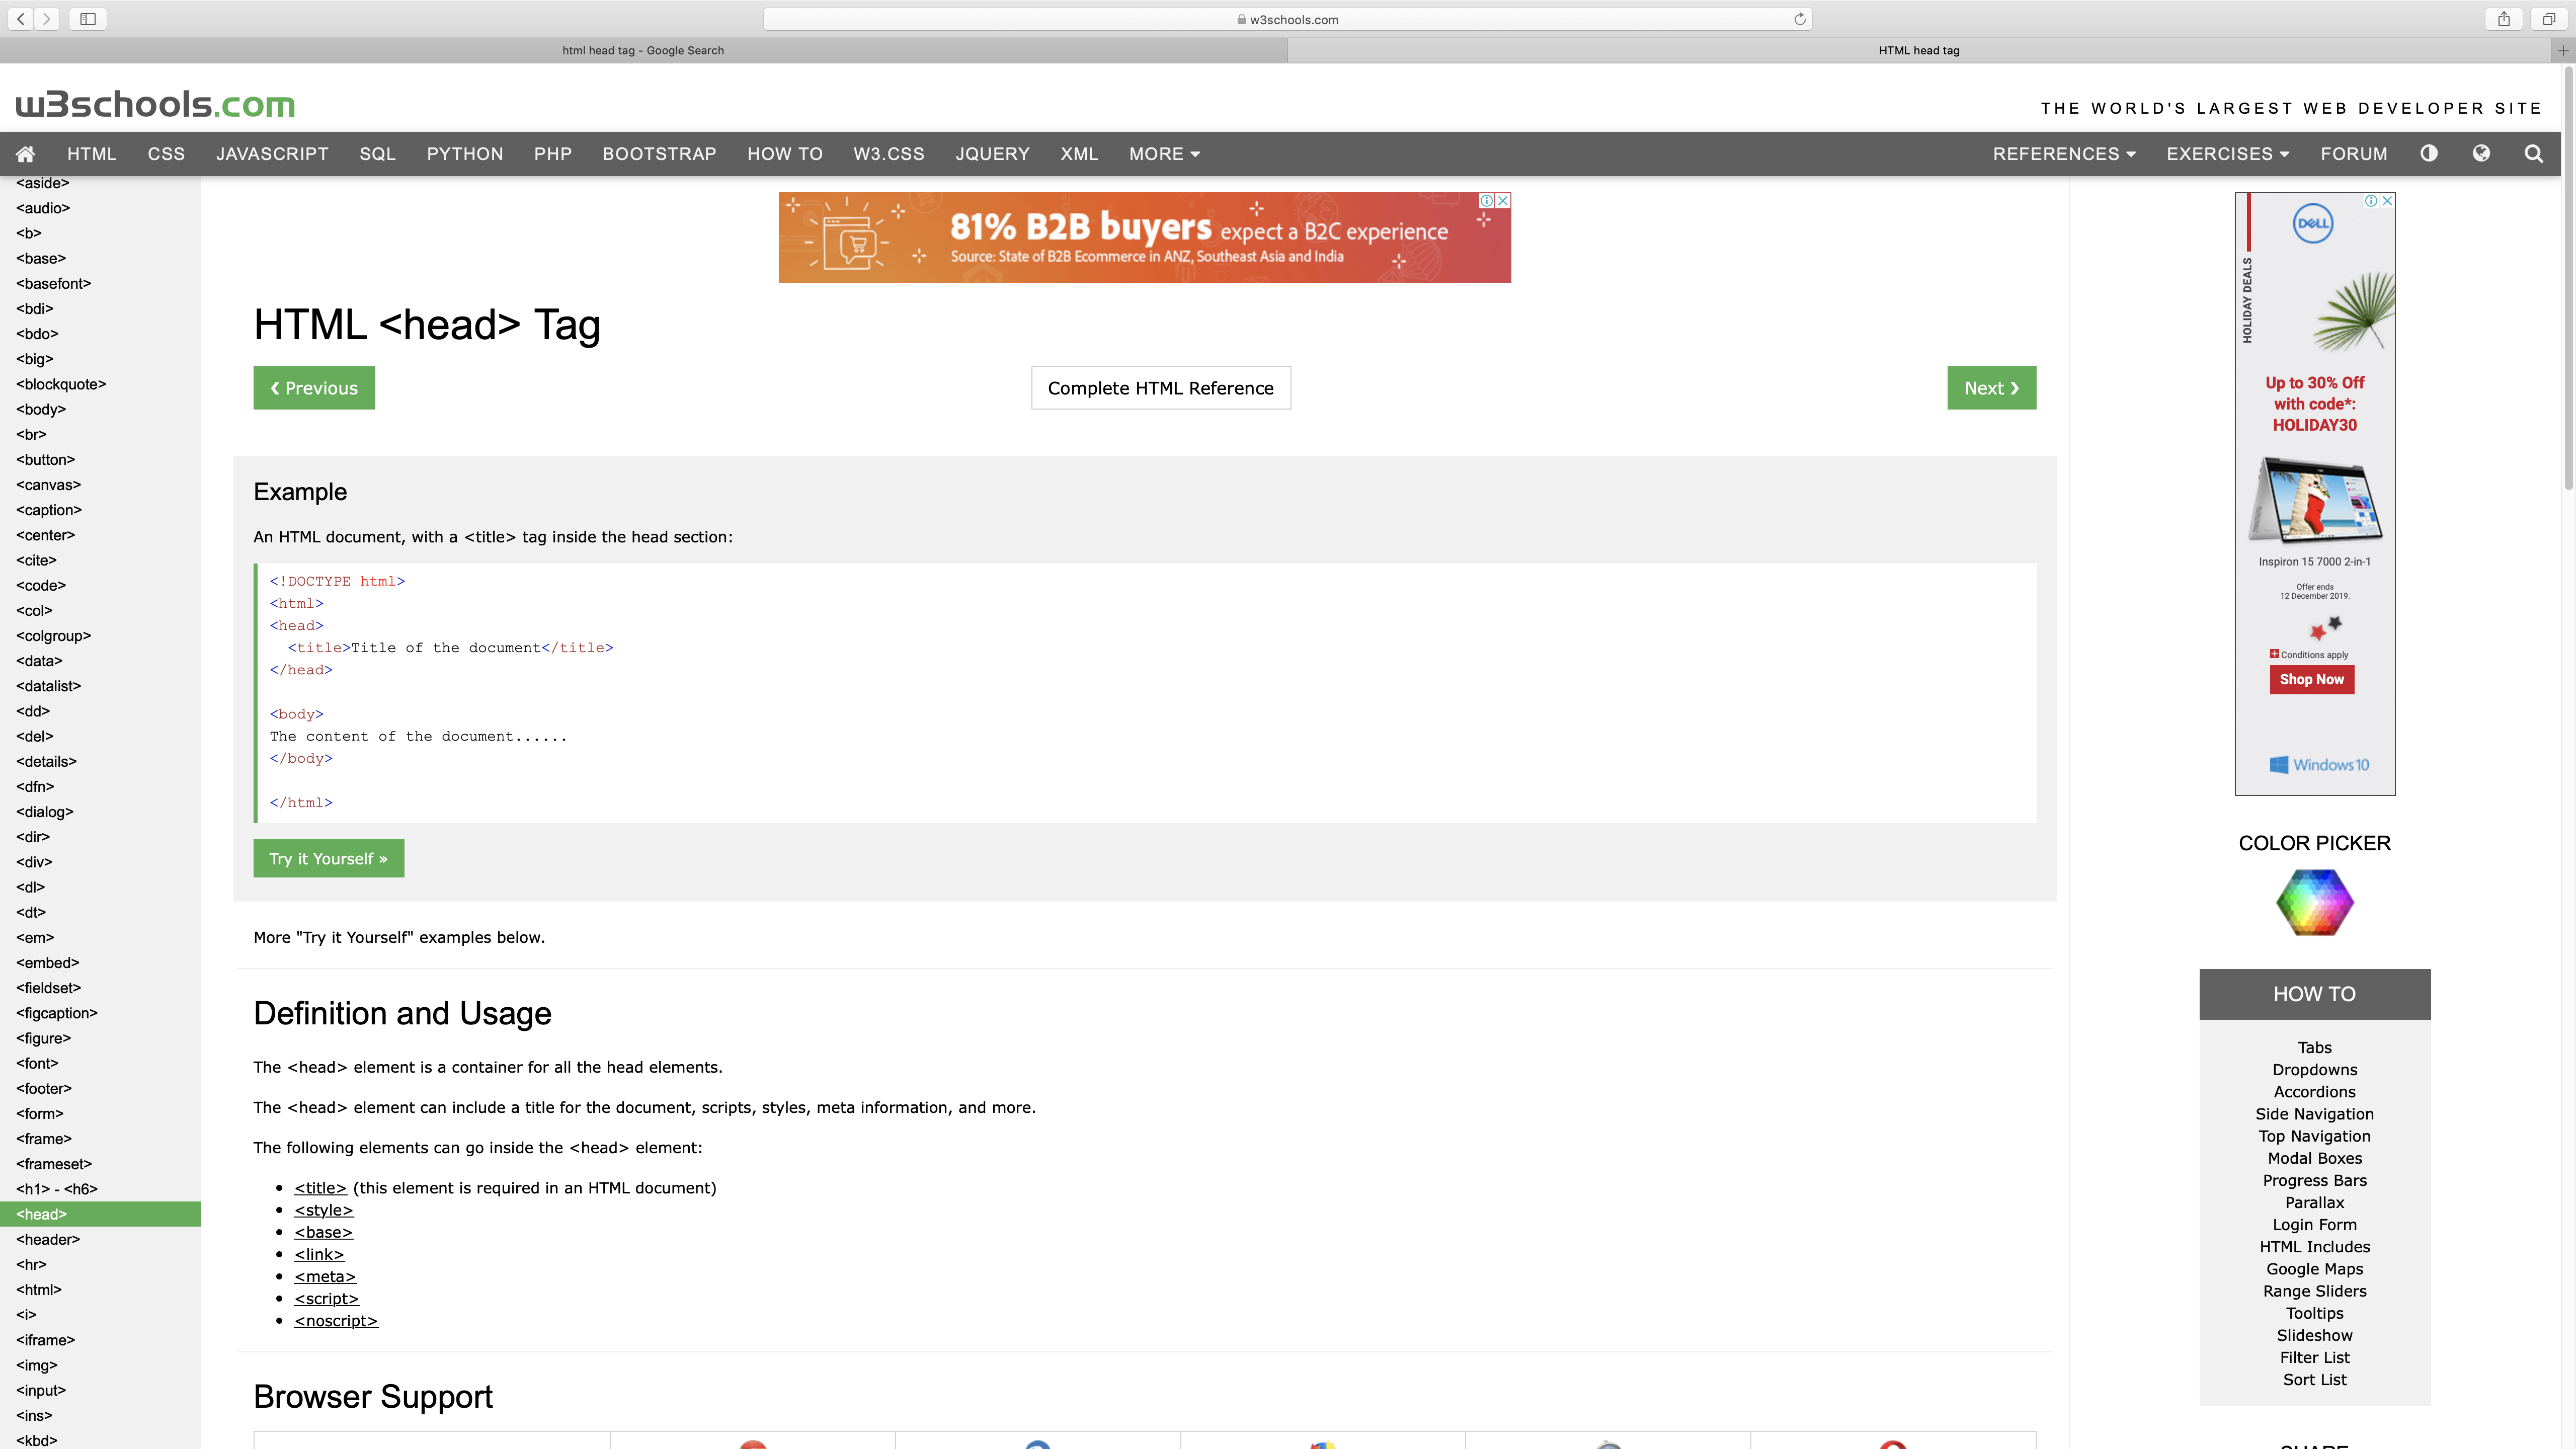 w3schools.com
html head tag - Google Search
HTML head tag
w3schools.com
THE WORLD'S LARGEST WEB DEVELOPER SITE
HTML CSS JAVASCRIPT SQL PYTHON PHP BOOTSTRAP HOW TO W3.CSS JQUERY XML MORE REFERENCES EXERCISES FORUM
<aside>
<audio>
<b>
<base>
<basefont>
<bdi>
<bdo>
<big>
<blockquote>
<body>
<br>
<button>
<canvas>
<caption>
<center>
<cite>
<code>
<col>
<colgroup>
<data>
<datalist>
<dd>
<del>
<details>
<dfn>
<dialog>
<dir>
<div>
<dl>
<dt>
<em>
<embed>
<fieldset>
<figcaption>
<figure>
<font>
<footer>
<form>
<frame>
<frameset>
<h1> - <h6>
<head>
<header>
<hr>
<html>
<i>
<iframe>
<img>
<input>
<ins>
<kbd>
81% B2B buyers expect a B2C experience
Source: State of B2B Ecommerce in ANZ, Southeast Asia and India
HTML <head> Tag
❮ Previous
Complete HTML Reference
Next ❯
Example
An HTML document, with a <title> tag inside the head section:
<!DOCTYPE html>
<html>
<head>
<title>Title of the document</title>
</head>
<body>
The content of the document......
</body>
</html>
Try it Yourself »
More "Try it Yourself" examples below.
Definition and Usage
The <head> element is a container for all the head elements.
The <head> element can include a title for the document, scripts, styles, meta information, and more.
The following elements can go inside the <head> element:
• <title> (this element is required in an HTML document)
• <style>
• <base>
• <link>
• <meta>
• <script>
• <noscript>
Browser Support
DELL
HOLIDAY DEALS
Up to 30% Off
with code*:
HOLIDAY30
Inspiron 15 7000 2-in-1
Offer ends
12 December 2019.
Conditions apply
Shop Now
Windows 10
COLOR PICKER
HOW TO
Tabs
Dropdowns
Accordions
Side Navigation
Top Navigation
Modal Boxes
Progress Bars
Parallax
Login Form
HTML Includes
Google Maps
Range Sliders
Tooltips
Slideshow
Filter List
Sort List
SHARE